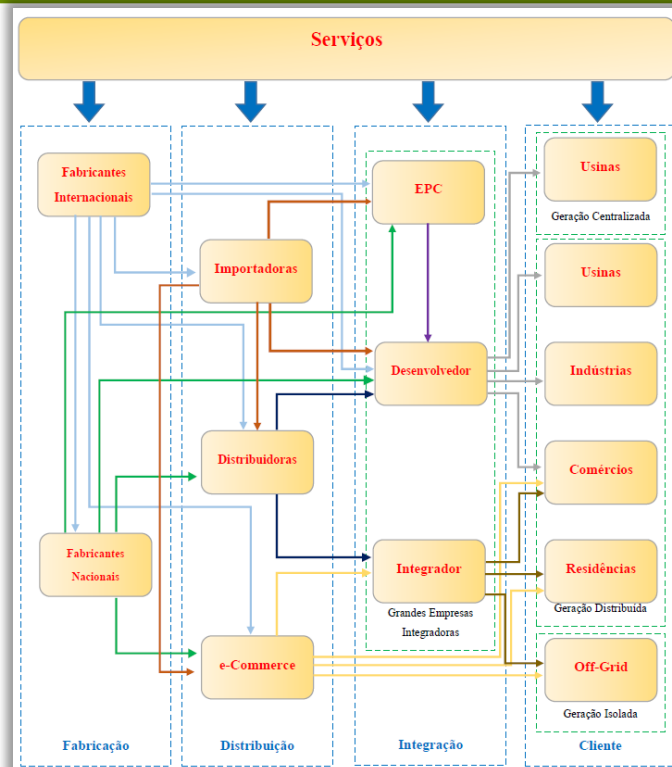 Serviços
Fabricantes
Internacionais
Importadoras
EPC
Usinas
Geração Centralizada
Usinas
Desenvolvedor
Indústrias
Distribuidoras
Comércios
Fabricantes
Nacionais
Integrador
Grandes Empresas
Integradoras
Residências
Geração Distribuida
e-Commerce
Off-Grid
Geração Isolada
Fabricação
Distribuição
Integração
Cliente